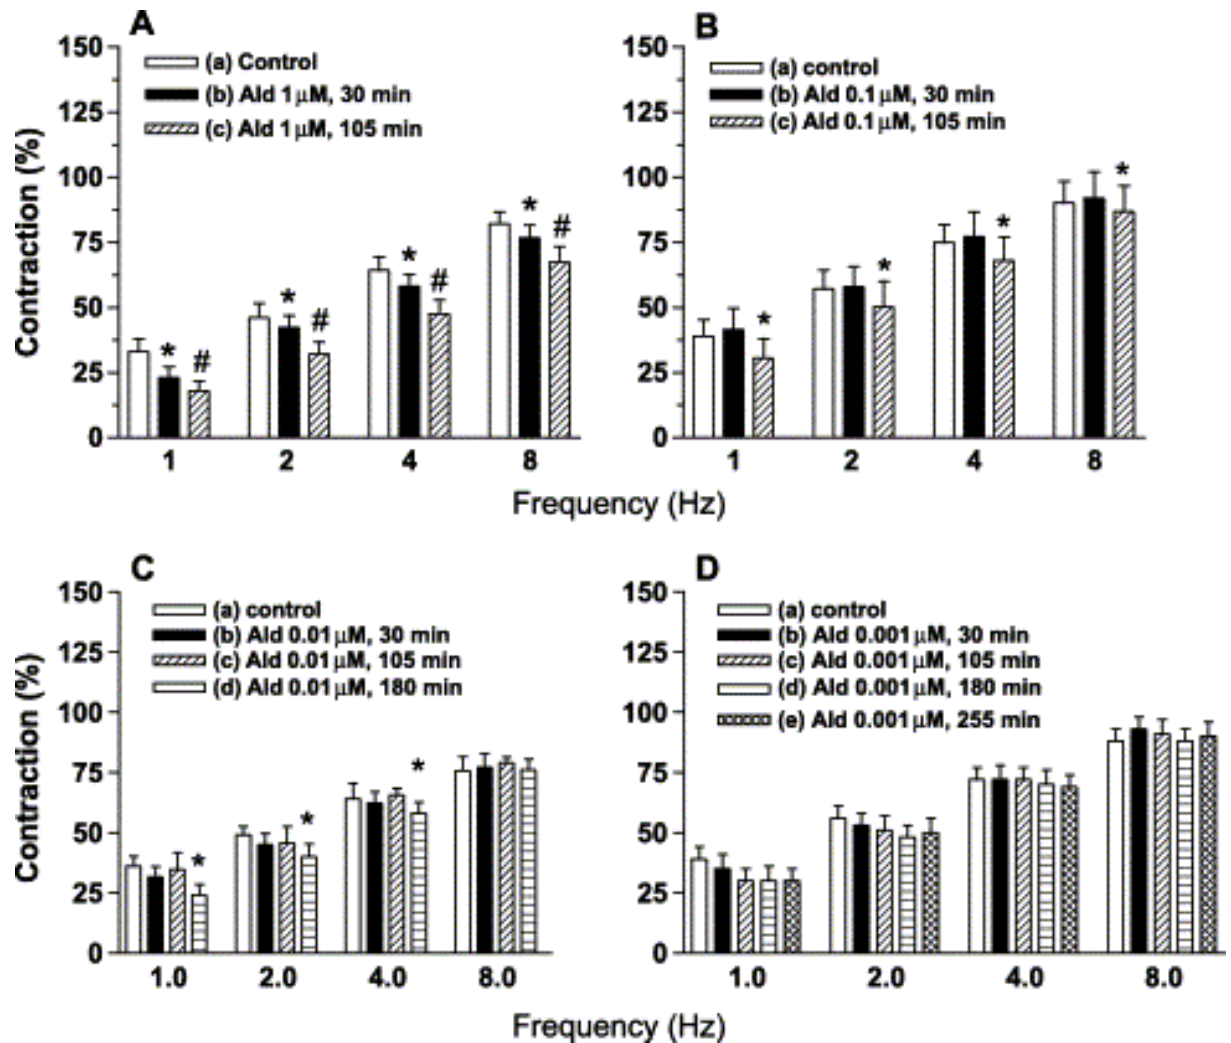 A
150
125
100
75
50
25
0
Contraction (%)
(a) Control
(b) Ald 1 µM, 30 min
(c) Ald 1 µM, 105 min
* # * # * # * #
1 2 4 8
B
150
125
100
75
50
25
0
(a) control
(b) Ald 0.1 µM, 30 min
(c) Ald 0.1 µM, 105 min
* * * *
1 2 4 8
Frequency (Hz)
C
150
125
100
75
50
25
0
Contraction (%)
(a) control
(b) Ald 0.01 µM, 30 min
(c) Ald 0.01 µM, 105 min
(d) Ald 0.01 µM, 180 min
* * *
1.0 2.0 4.0 8.0
D
150
125
100
75
50
25
0
(a) control
(b) Ald 0.001 µM, 30 min
(c) Ald 0.001 µM, 105 min
(d) Ald 0.001 µM, 180 min
(e) Ald 0.001 µM, 255 min
1.0 2.0 4.0 8.0
Frequency (Hz)